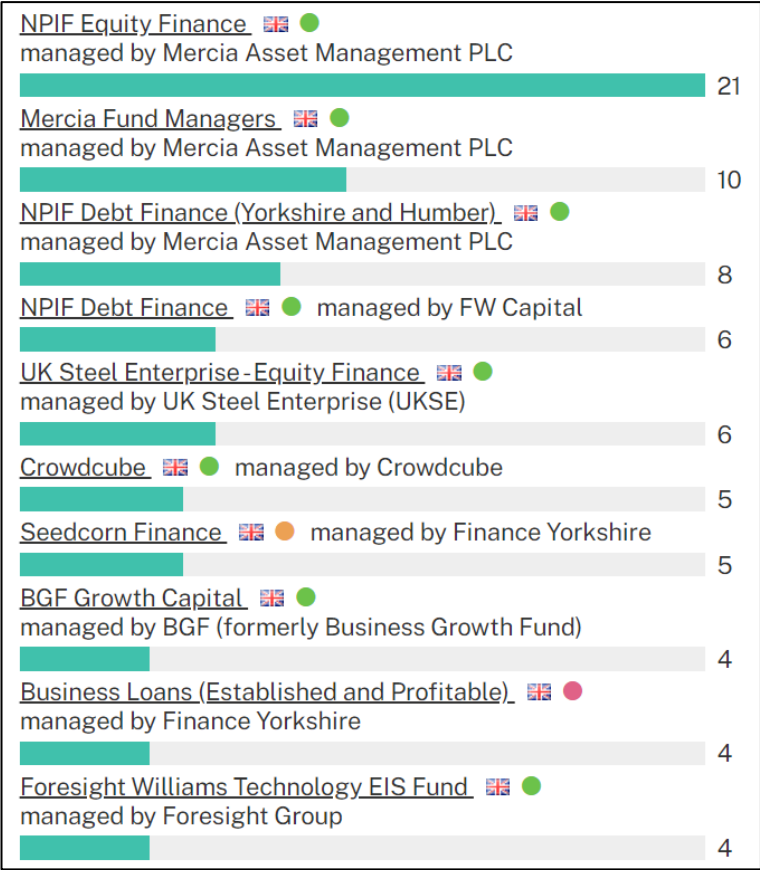 NPIF Equity Finance
managed by Mercia Asset Management PLC
21
Mercia Fund Managers
managed by Mercia Asset Management PLC
10
NPIF Debt Finance (Yorkshire and Humber)
managed by Mercia Asset Management PLC
8
NPIF Debt Finance managed by FW Capital
6
UK Steel Enterprise - Equity Finance
managed by UK Steel Enterprise (UKSE)
6
Crowdcube managed by Crowdcube
5
Seedcorn Finance managed by Finance Yorkshire
5
BGF Growth Capital
managed by BGF (formerly Business Growth Fund)
4
Business Loans (Established and Profitable)
managed by Finance Yorkshire
4
Foresight Williams Technology EIS Fund
managed by Foresight Group
4